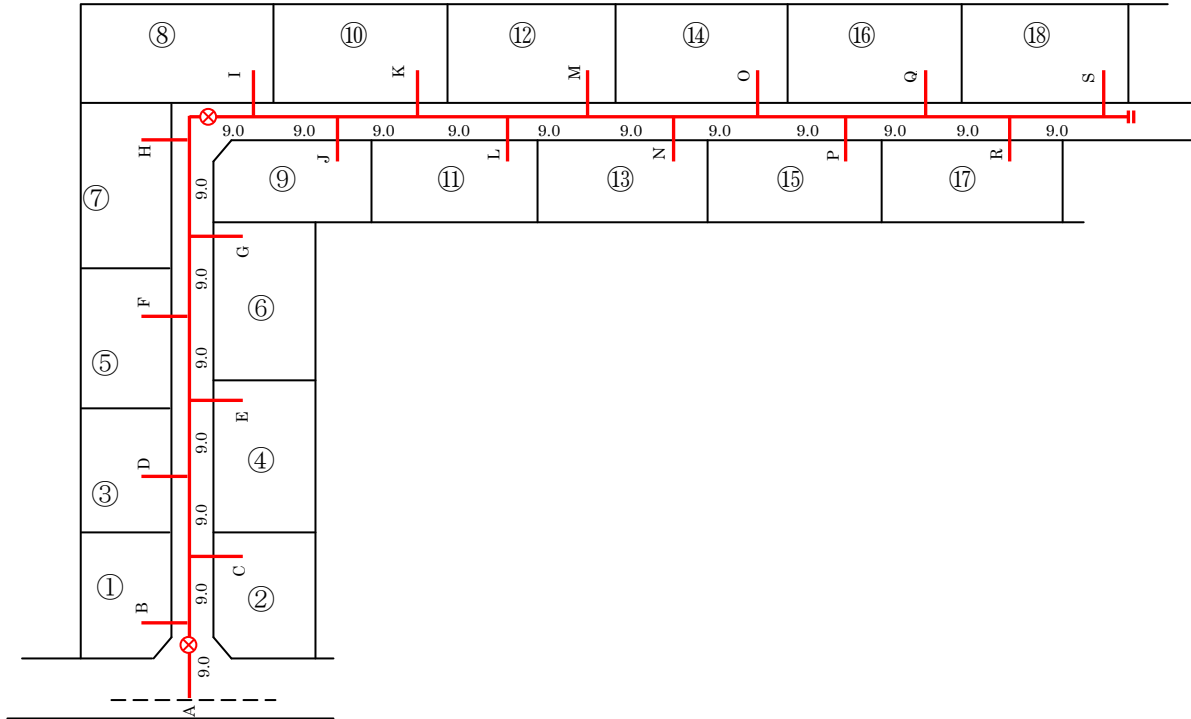 ⑧ ⑩ ⑫ ⑭ ⑯ ⑱
I K M O Q S
9.0 9.0 9.0 9.0 9.0 9.0 9.0 9.0 9.0 9.0 9.0
H J L N P R
⑦ ⑨ ⑪ ⑬ ⑮ ⑰
9.0
G
9.0
F
⑥
9.0
⑤
E
9.0
D
④
③
9.0
C
①
9.0
②
B
9.0
A